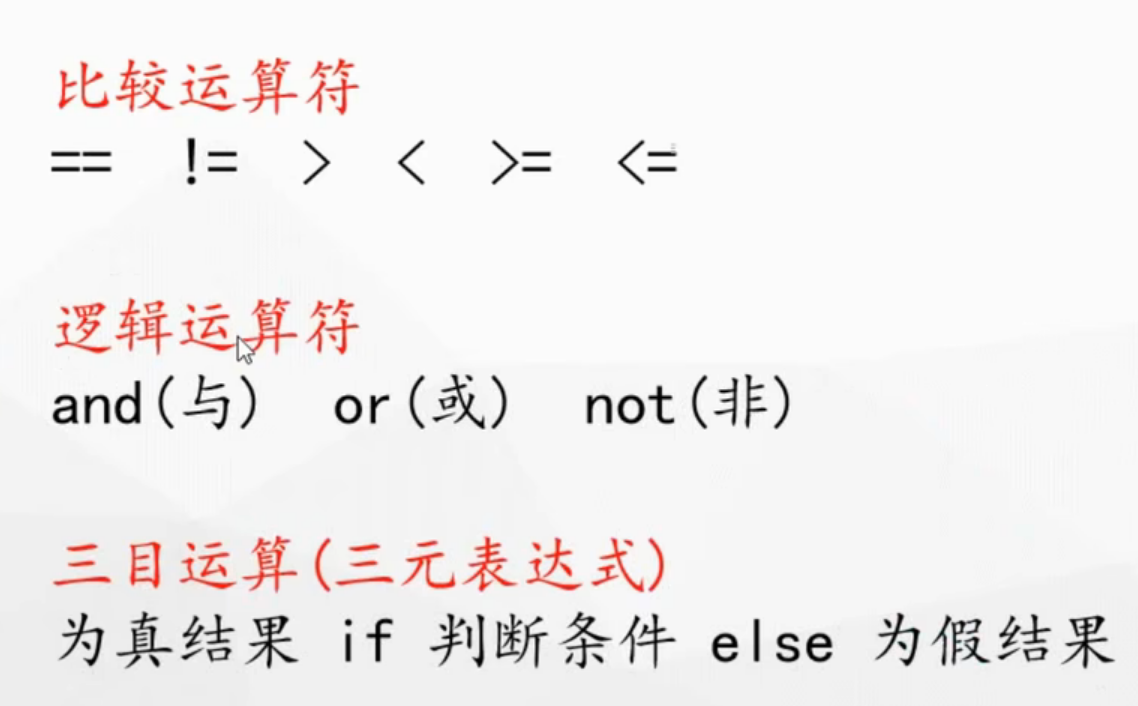 比较运算符
== != > < >= <=
逻辑运算符
and(与) or(或) not(非)
三目运算(三元表达式)
为真结果 if 判断条件 else 为假结果